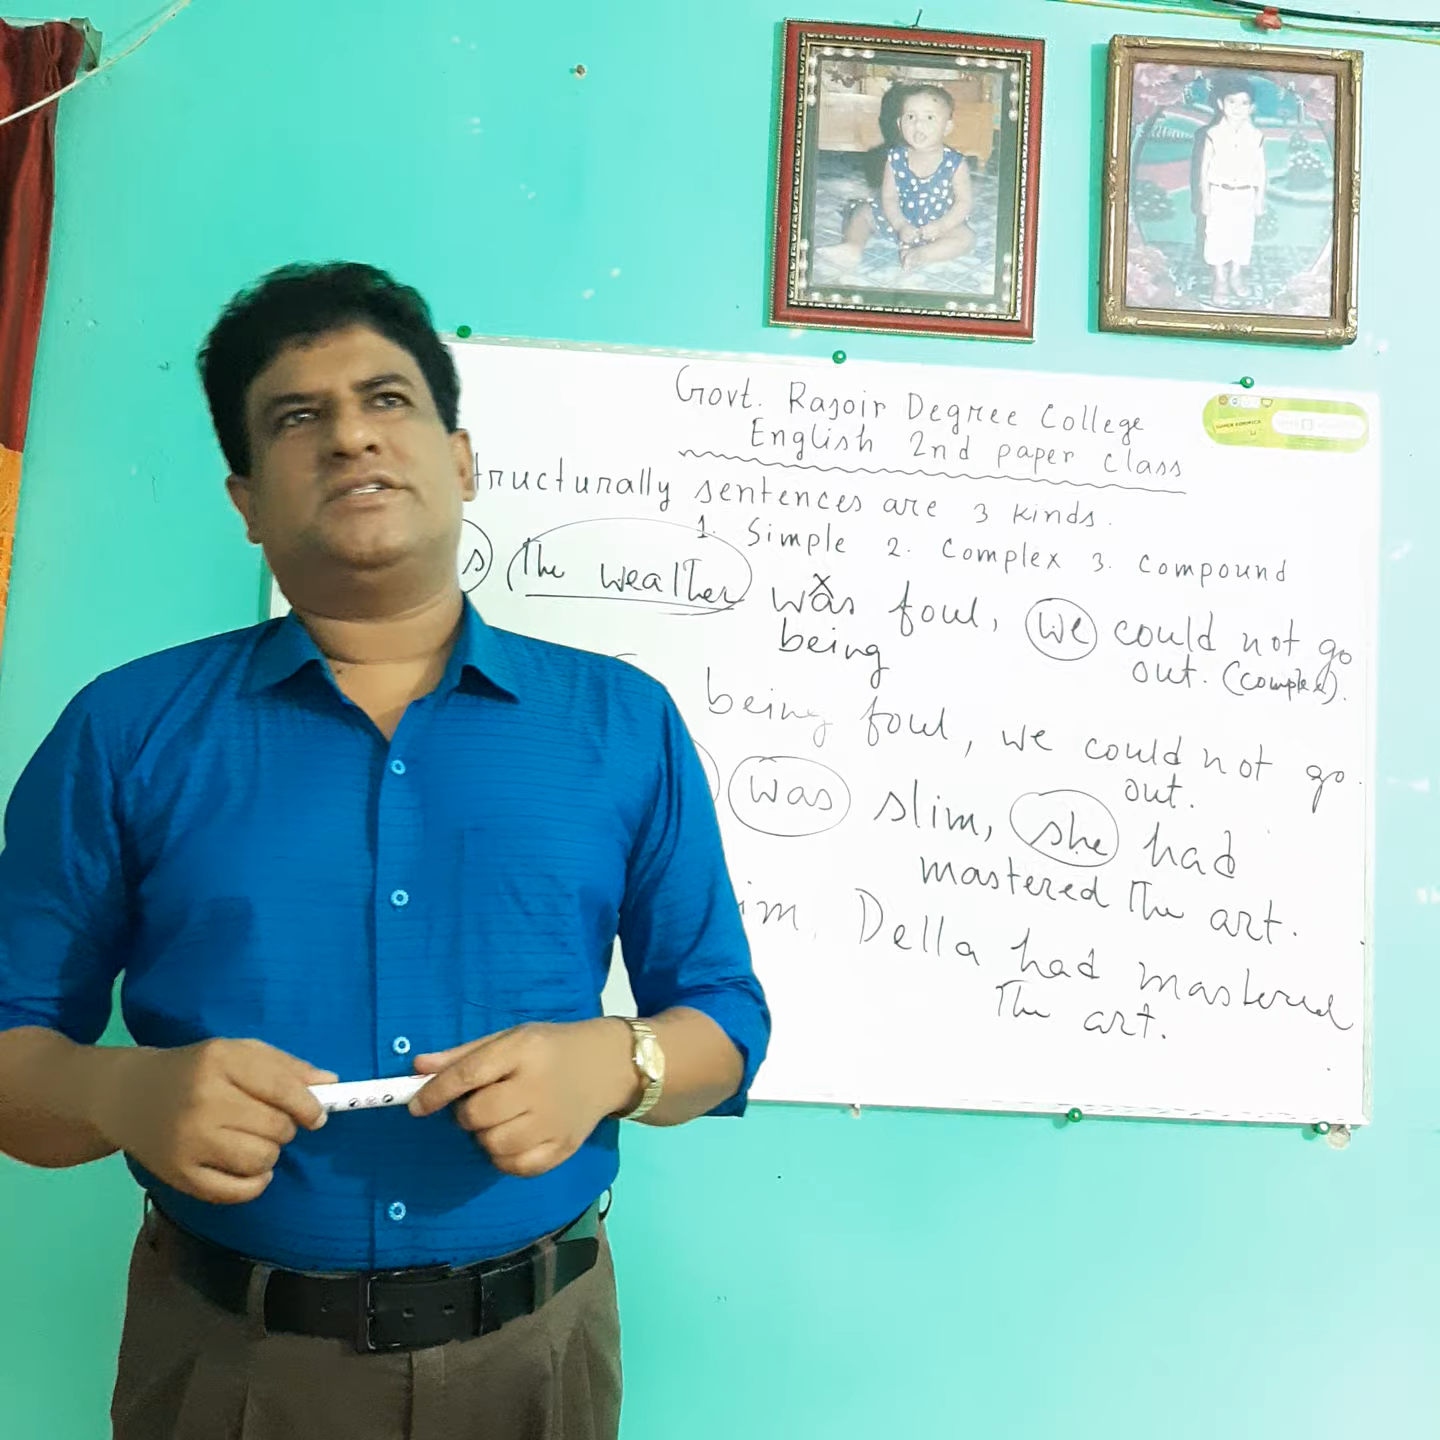 Govt. Rajoir Degree College
English 2nd paper class
tructurally sentences are 3 kinds.
1. Simple 2. Complex 3. Compound
s The weather was foul, we could not go
being out. (complex).
being foul, we could not go
out.
was slim, she had
mastered The art.
im, Della had mastered
The art.